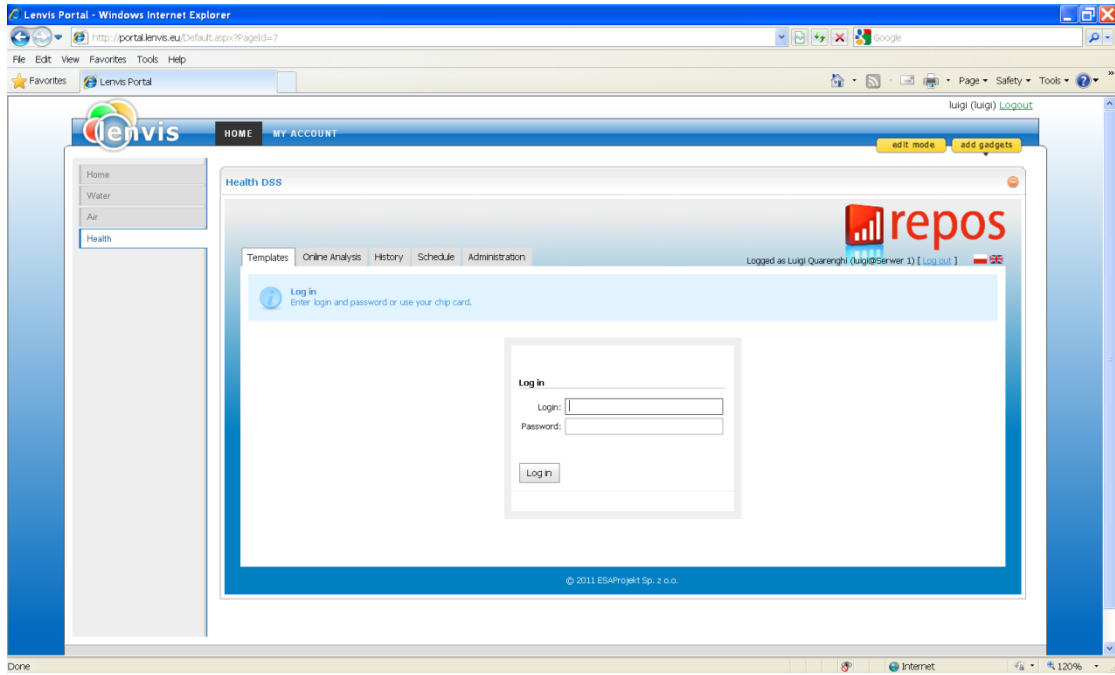 Lenvis Portal - Windows Internet Explorer
http://portal.lenvis.eu/Default.aspx?PageId=7
Google
File Edit View Favorites Tools Help
Favorites Lenvis Portal
Page Safety Tools
luigi (luigi) Logout
lenvis
HOME MY ACCOUNT
edit mode add gadgets
Home
Water
Air
Health
Health DSS
repos
Templates Online Analysis History Schedule Administration
Logged as Luigi Quarenghi (luigi@Serwer 1) [ Log out ]
Log in
Enter login and password or use your chip card.
Log in
Login:
Password:
Log in
© 2011 ESAProjekt Sp. z o.o.
Done Internet 120%